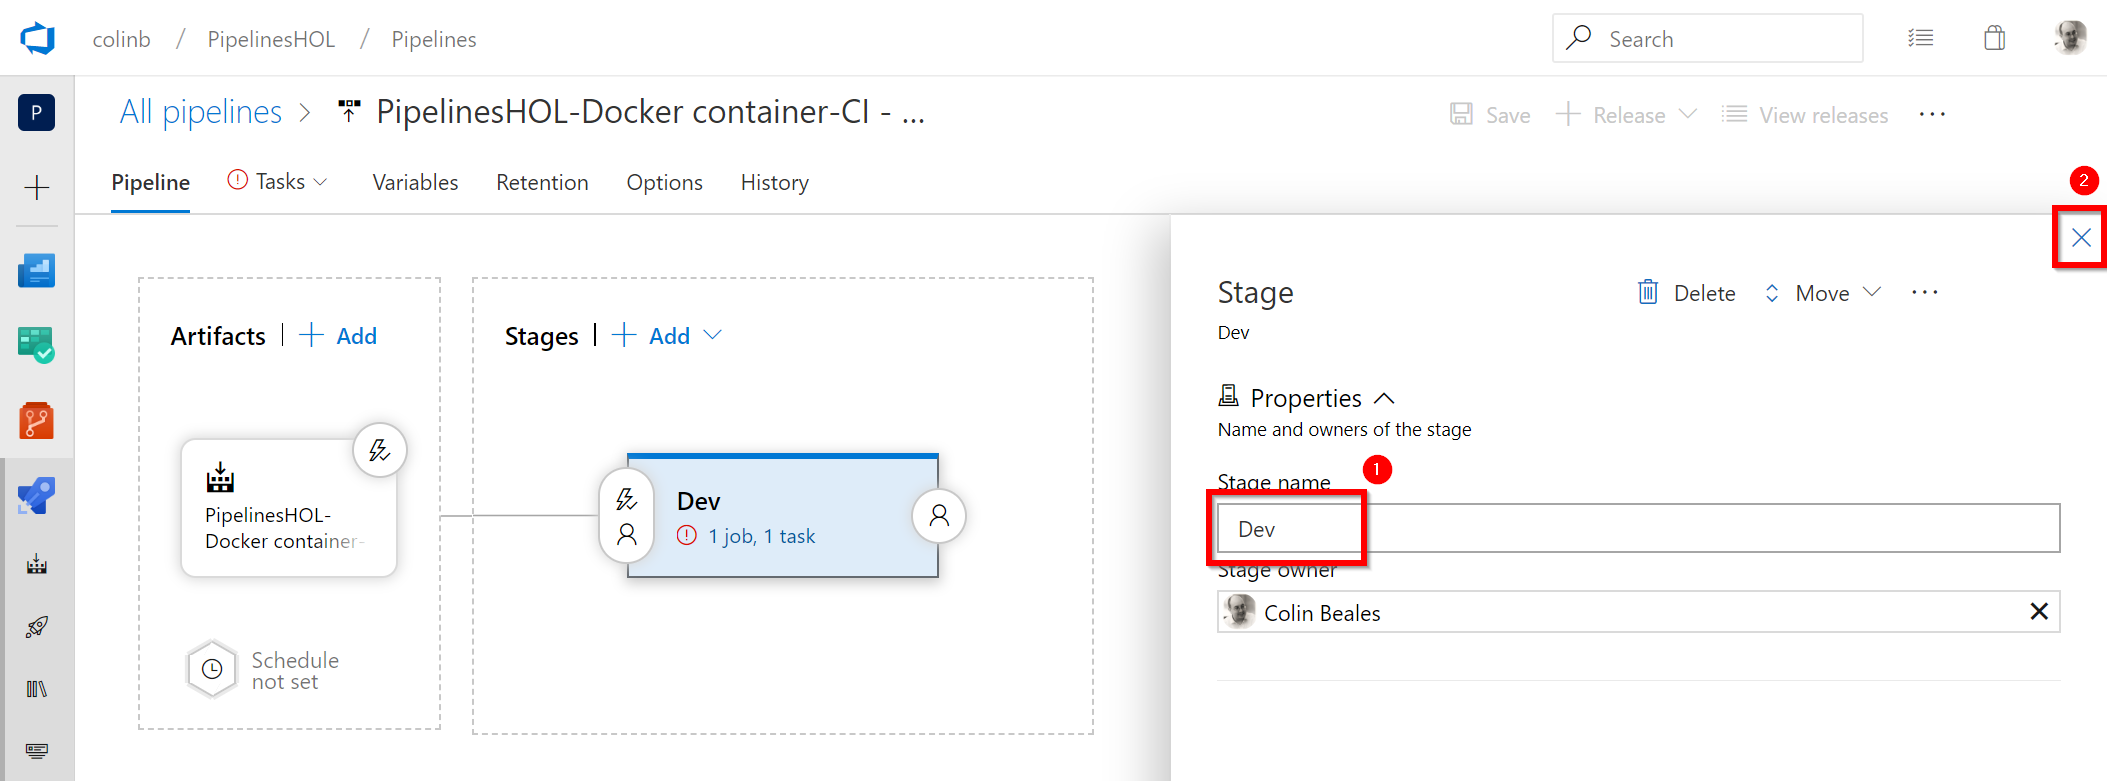 colinb / PipelinesHOL / Pipelines
Search
P
All pipelines > PipelinesHOL-Docker container-CI - ...
Save
Release
View releases
Pipeline
Tasks
Variables
Retention
Options
History
2
Artifacts | + Add
Stages | + Add
PipelinesHOL-
Docker container-
Schedule
not set
Dev
1 job, 1 task
Stage
Delete
Move
Dev
Properties
Name and owners of the stage
Stage name
1
Dev
Stage owner
Colin Beales